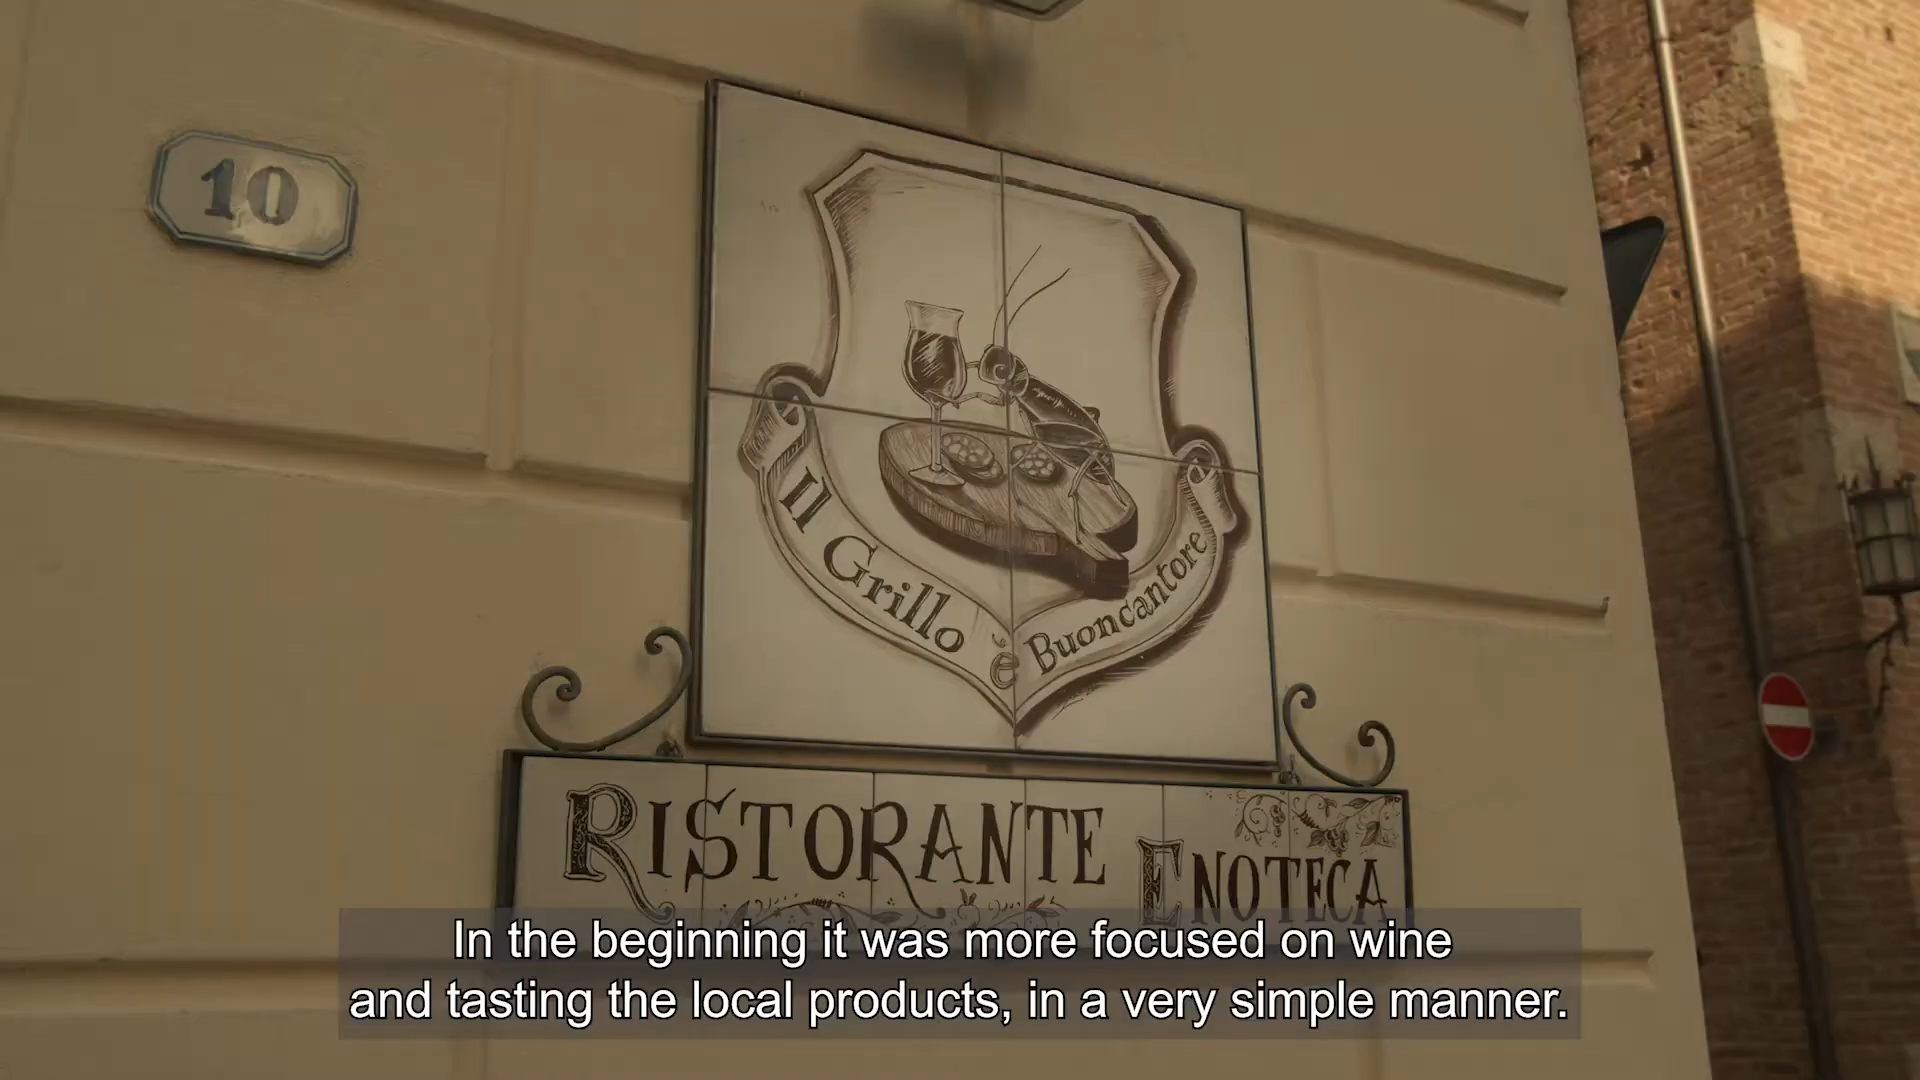 10
Il Grillo è Buoncantore
RISTORANTE ENOTECA
In the beginning it was more focused on wine
and tasting the local products, in a very simple manner.